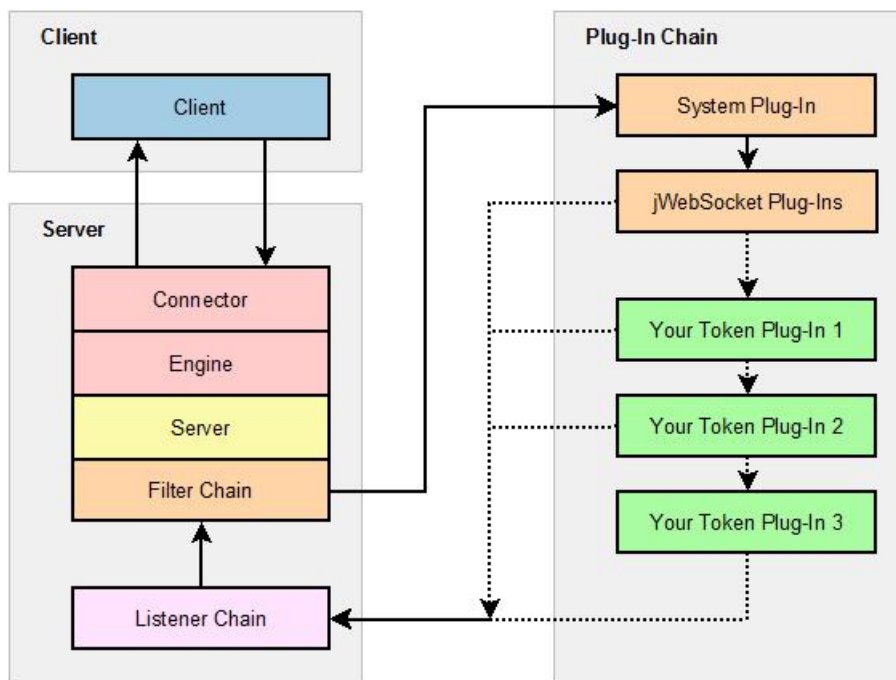 Client
Client
Server
Connector
Engine
Server
Filter Chain
Listener Chain
Plug-In Chain
System Plug-In
jWebSocket Plug-Ins
Your Token Plug-In 1
Your Token Plug-In 2
Your Token Plug-In 3